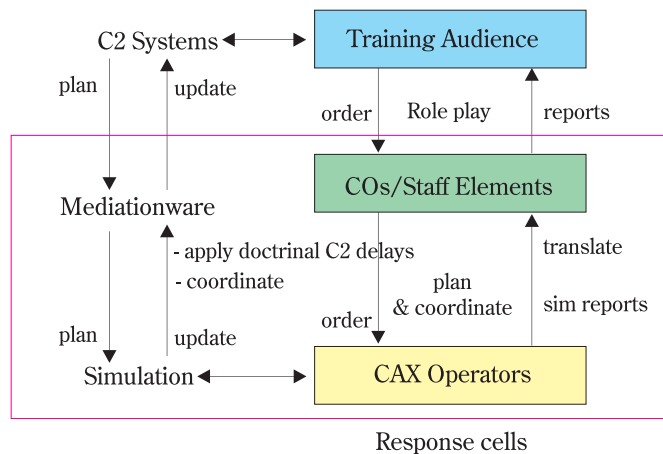 C2 Systems
Training Audience
plan
update
order
Role play
reports
COs/Staff Elements
Mediationware
- apply doctrinal C2 delays
- coordinate
translate
plan
& coordinate
sim reports
order
plan
update
Simulation
CAX Operators
Response cells